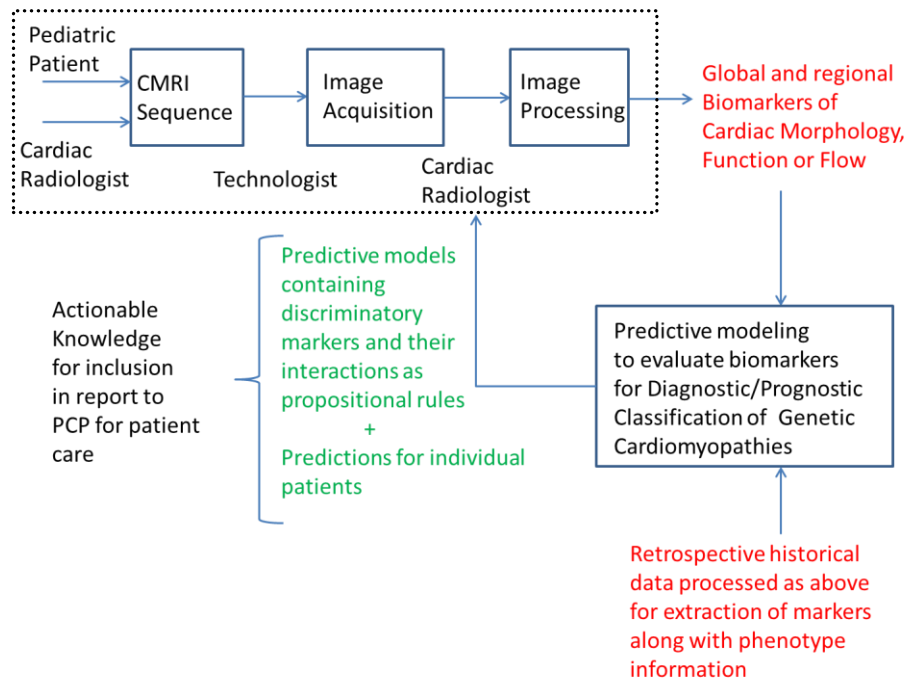 Pediatric
Patient
CMRI
Sequence
Image
Acquisition
Image
Processing
Cardiac
Radiologist
Technologist
Cardiac
Radiologist
Global and regional
Biomarkers of
Cardiac Morphology,
Function or Flow
Actionable
Knowledge
for inclusion
in report to
PCP for patient
care
Predictive models
containing
discriminatory
markers and their
interactions as
propositional rules
+
Predictions for individual
patients
Predictive modeling
to evaluate biomarkers
for Diagnostic/Prognostic
Classification of Genetic
Cardiomyopathies
Retrospective historical
data processed as above
for extraction of markers
along with phenotype
information